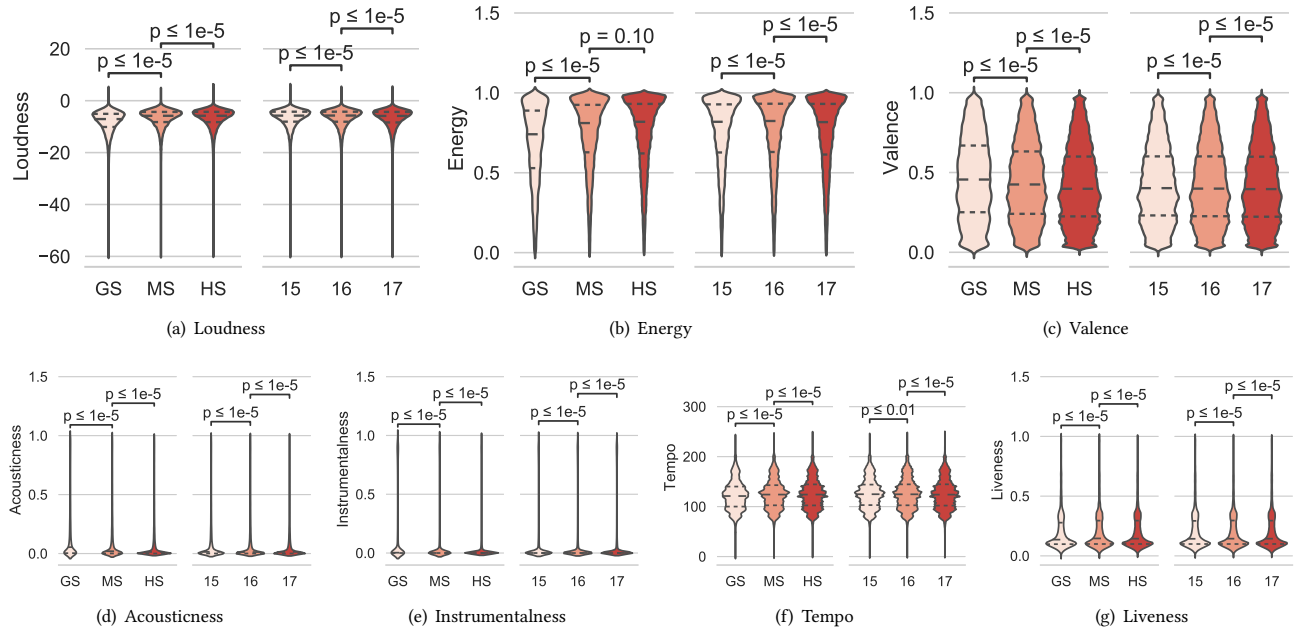 p ≤ 1e-5
p ≤ 1e-5
p ≤ 1e-5
p ≤ 1e-5
20
0
−20
−40
−60
Loudness
GS MS HS 15 16 17
(a) Loudness
1.5
p = 0.10
p ≤ 1e-5
p ≤ 1e-5
p ≤ 1e-5
1.0
0.5
0.0
Energy
GS MS HS 15 16 17
(b) Energy
1.5
p ≤ 1e-5
p ≤ 1e-5
p ≤ 1e-5
p ≤ 1e-5
1.0
0.5
0.0
Valence
GS MS HS 15 16 17
(c) Valence
1.5
p ≤ 1e-5
p ≤ 1e-5
p ≤ 1e-5
p ≤ 1e-5
1.0
0.5
0.0
Acousticness
GS MS HS 15 16 17
(d) Acousticness
1.5
p ≤ 1e-5
p ≤ 1e-5
p ≤ 1e-5
p ≤ 1e-5
1.0
0.5
0.0
Instrumentalness
GS MS HS 15 16 17
(e) Instrumentalness
p ≤ 1e-5
p ≤ 1e-5
p ≤ 1e-5
p ≤ 0.01
300
200
100
0
Tempo
GS MS HS 15 16 17
(f) Tempo
1.5
p ≤ 1e-5
p ≤ 1e-5
p ≤ 1e-5
p ≤ 1e-5
1.0
0.5
0.0
Liveness
GS MS HS 15 16 17
(g) Liveness